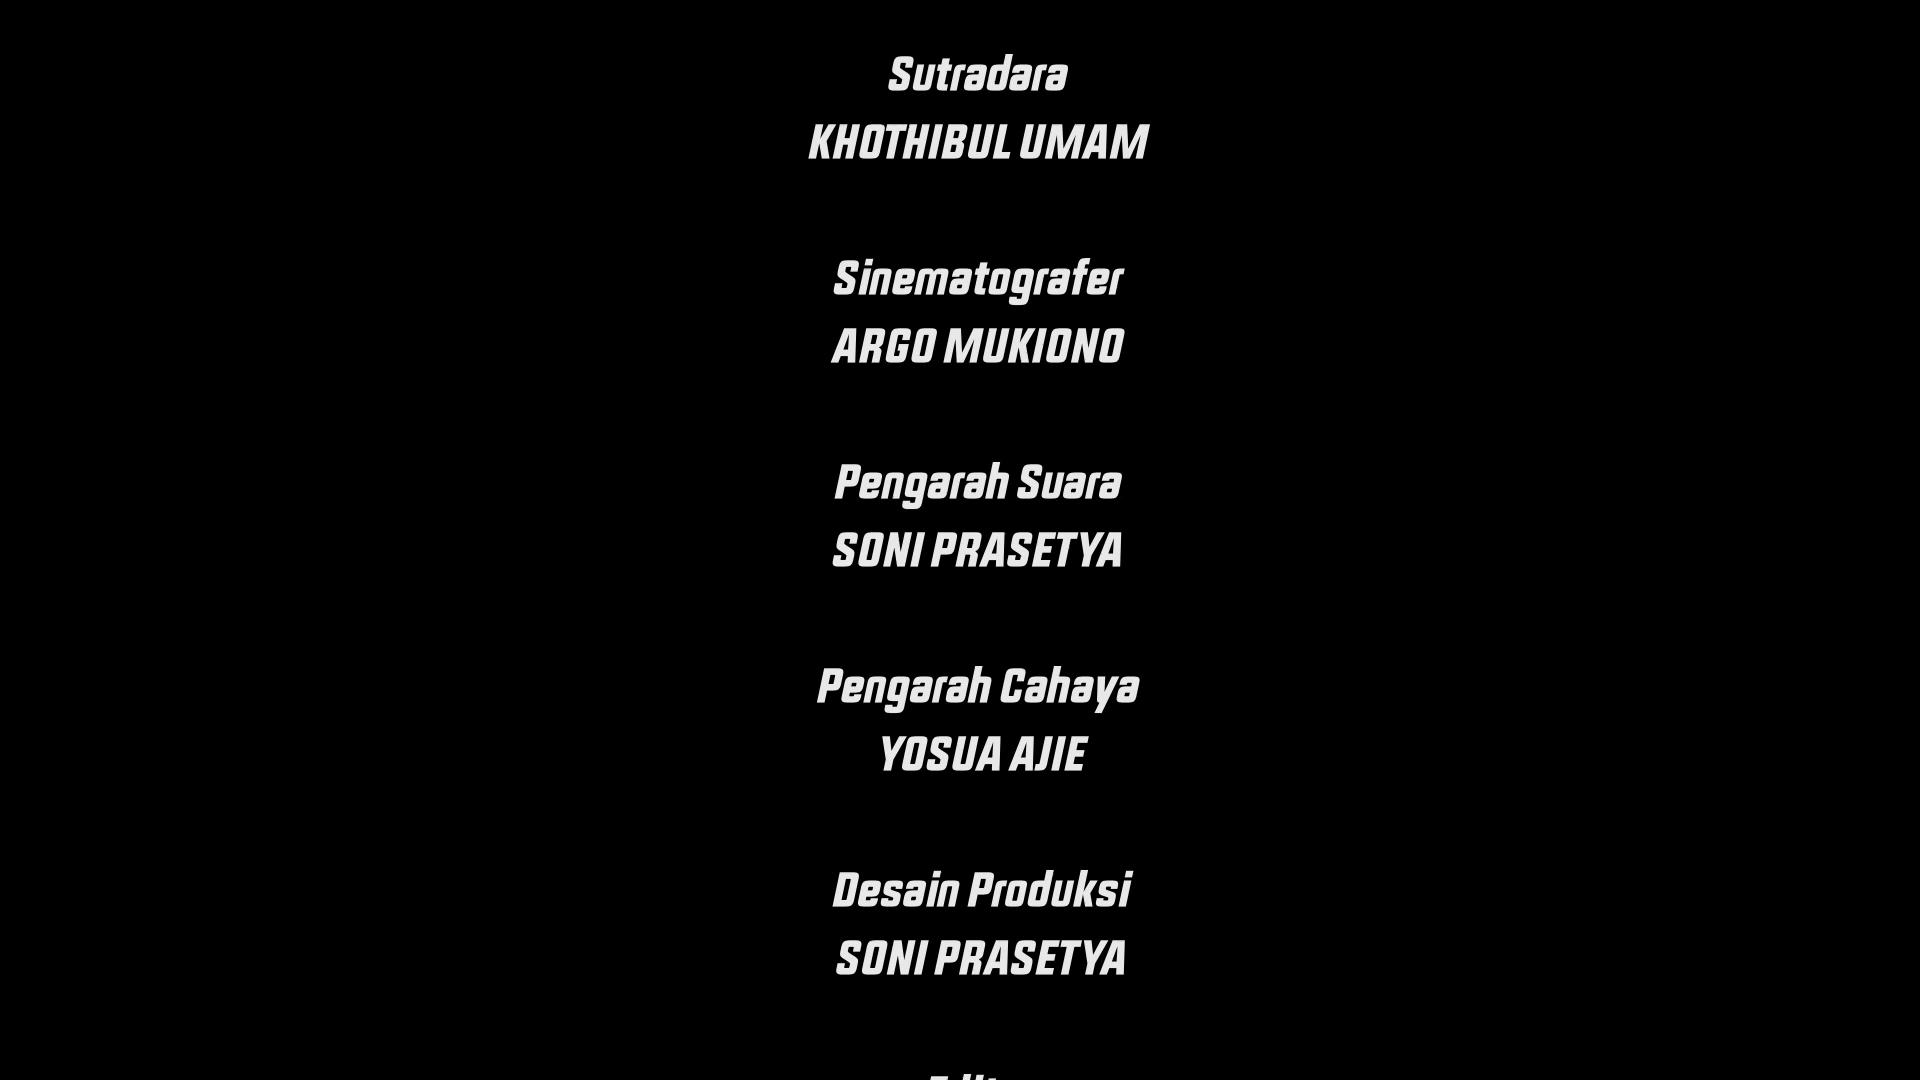 Sutradara
KHOTHIBUL UMAM
Sinematografer
ARGO MUKIONO
Pengarah Suara
SONI PRASETYA
Pengarah Cahaya
YOSUA AJIE
Desain Produksi
SONI PRASETYA